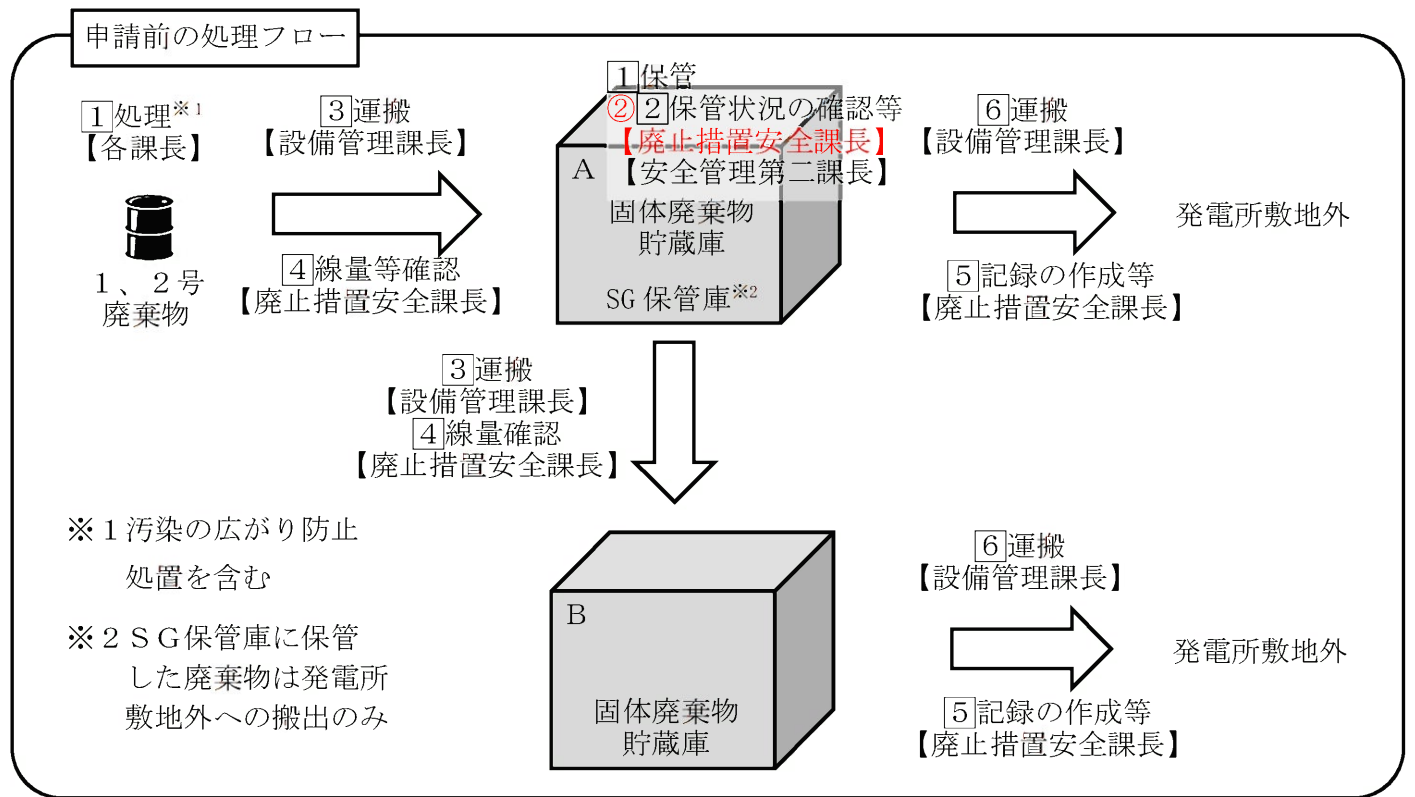 申請前の処理フロー
1処理※1
【各課長】
1、2号
廃棄物
3運搬
【設備管理課長】
4線量等確認
【廃止措置安全課長】
1保管
②2保管状況の確認等
【廃止措置安全課長】
【安全管理第二課長】
A
固体廃棄物
貯蔵庫
SG保管庫※2
6運搬
【設備管理課長】
5記録の作成等
【廃止措置安全課長】
発電所敷地外
3運搬
【設備管理課長】
4線量確認
【廃止措置安全課長】
※1汚染の広がり防止
処置を含む
※2SG保管庫に保管
した廃棄物は発電所
敷地外への搬出のみ
B
固体廃棄物
貯蔵庫
6運搬
【設備管理課長】
5記録の作成等
【廃止措置安全課長】
発電所敷地外